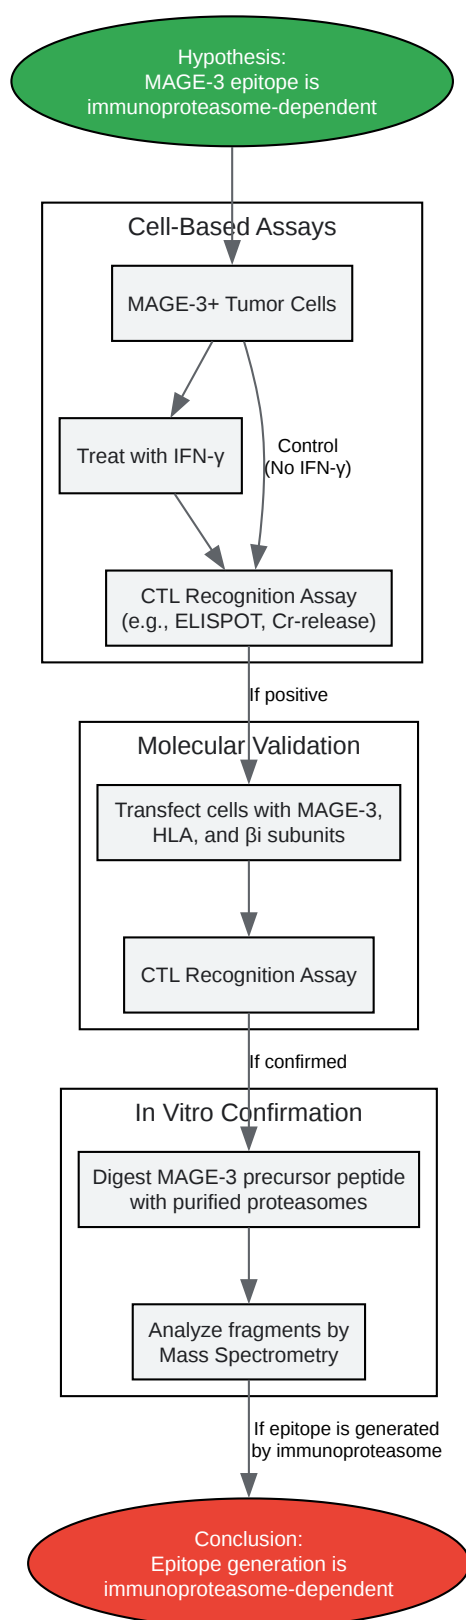 Hypothesis:
MAGE-3 epitope is
immunoproteasome-dependent
Cell-Based Assays
MAGE-3+ Tumor Cells
Treat with IFN-γ
Control
(No IFN-γ)
CTL Recognition Assay
(e.g., ELISPOT, Cr-release)
If positive
Molecular Validation
Transfect cells with MAGE-3,
HLA, and βi subunits
CTL Recognition Assay
If confirmed
In Vitro Confirmation
Digest MAGE-3 precursor peptide
with purified proteasomes
Analyze fragments by
Mass Spectrometry
If epitope is generated
by immunoproteasome
Conclusion:
Epitope generation is
immunoproteasome-dependent